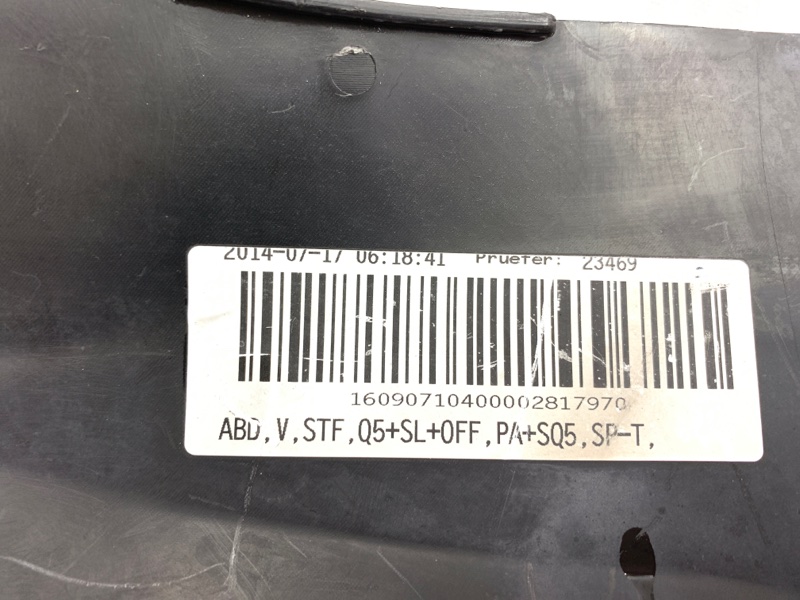 2014-07-17 06:18:41 Pruefer: 23469
16090710400002817970
ABD,V,STF,Q5+SL+OFF,PA+SQ5,SP-T,